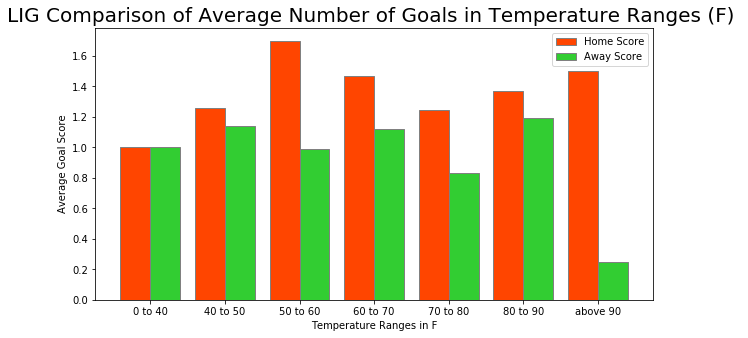 LIG Comparison of Average Number of Goals in Temperature Ranges (F)
Home Score
Away Score
Average Goal Score
1.6
1.4
1.2
1.0
0.8
0.6
0.4
0.2
0.0
0 to 40 40 to 50 50 to 60 60 to 70 70 to 80 80 to 90 above 90
Temperature Ranges in F